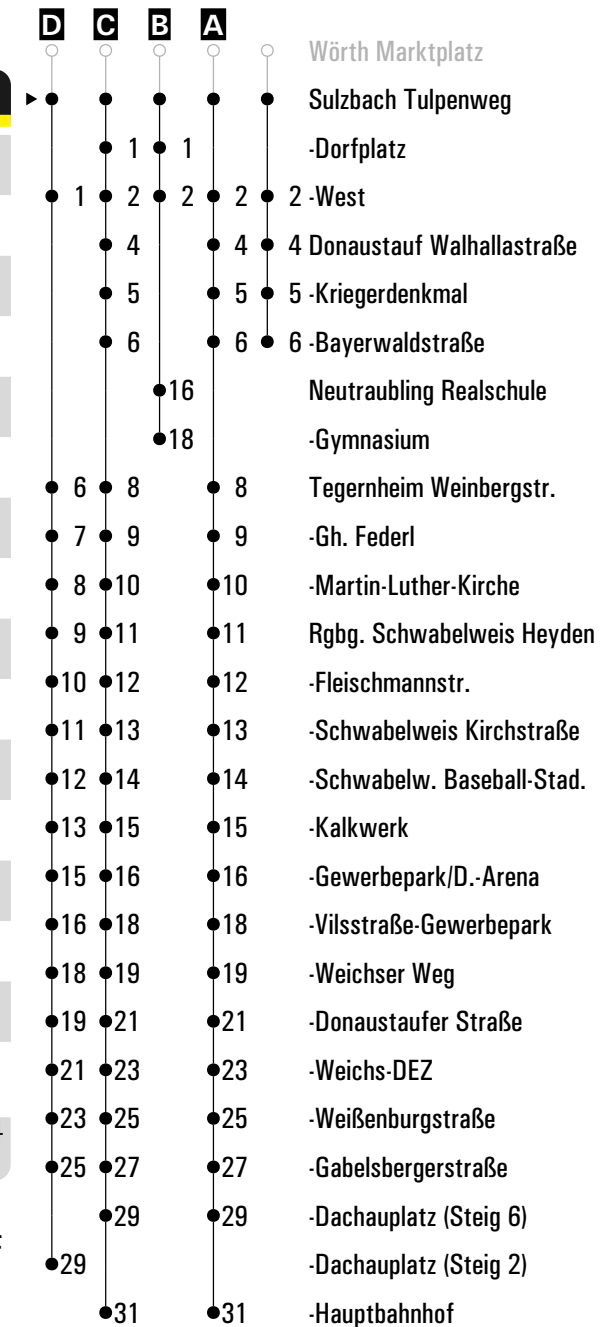 D C B A
Wörth Marktplatz
Sulzbach Tulpenweg
1 1 -Dorfplatz
1 2 2 2 2 -West
4 4 4 Donaustauf Walhallastraße
5 5 5 -Kriegerdenkmal
6 6 6 -Bayerwaldstraße
16 Neutraubling Realschule
18 -Gymnasium
6 8 8 Tegernheim Weinbergstr.
7 9 9 -Gh. Federl
8 10 10 -Martin-Luther-Kirche
9 11 11 Rgbg. Schwabelweis Heyden
10 12 12 -Fleischmannstr.
11 13 13 -Schwabelweis Kirchstraße
12 14 14 -Schwabelw. Baseball-Stad.
13 15 15 -Kalkwerk
15 16 16 -Gewerbepark/D.-Arena
16 18 18 -Vilsstraße-Gewerbepark
18 19 19 -Weichser Weg
19 21 21 -Donaustaufer Straße
21 23 23 -Weichs-DEZ
23 25 25 -Weißenburgstraße
25 27 27 -Gabelsbergerstraße
29 29 -Dachauplatz (Steig 6)
29 -Dachauplatz (Steig 2)
31 31 -Hauptbahnhof